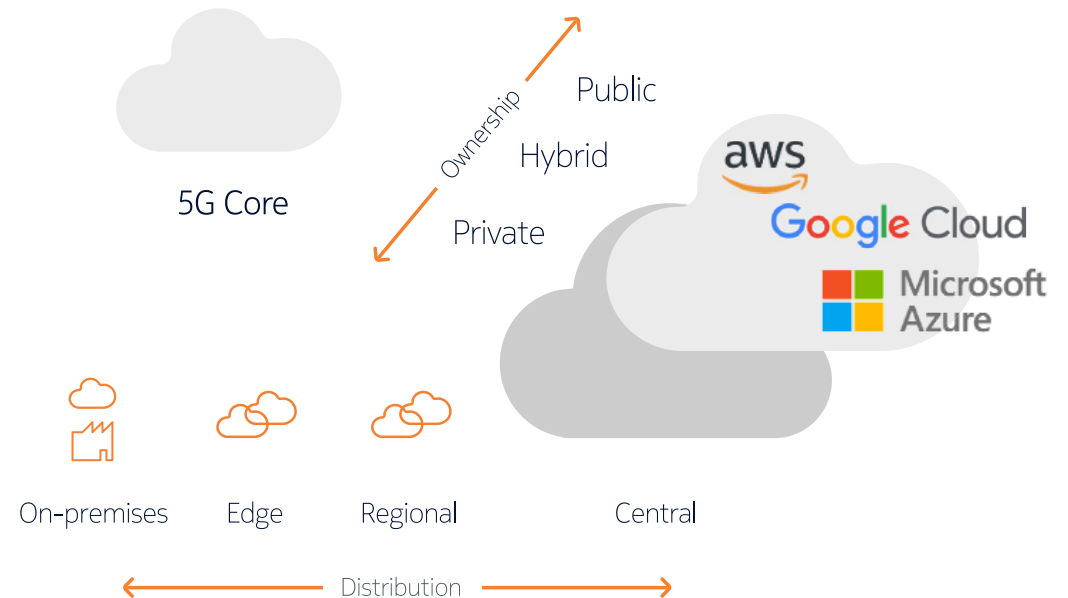 Public
Ownership
Hybrid
aws
5G Core
Private
Google Cloud
Microsoft
Azure
On-premises
Edge
Regional
Central
Distribution